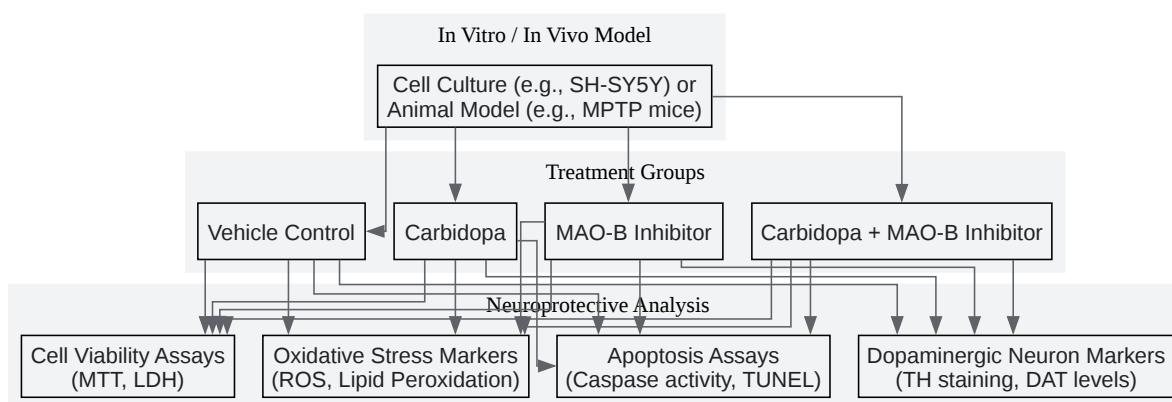 In Vitro / In Vivo Model
Cell Culture (e.g., SH-SY5Y) or
Animal Model (e.g., MPTP mice)
Treatment Groups
Vehicle Control
Carbidopa
MAO-B Inhibitor
Carbidopa + MAO-B Inhibitor
Neuroprotective Analysis
Cell Viability Assays
(MTT, LDH)
Oxidative Stress Markers
(ROS, Lipid Peroxidation)
Apoptosis Assays
(Caspase activity, TUNEL)
Dopaminergic Neuron Markers
(TH staining, DAT levels)